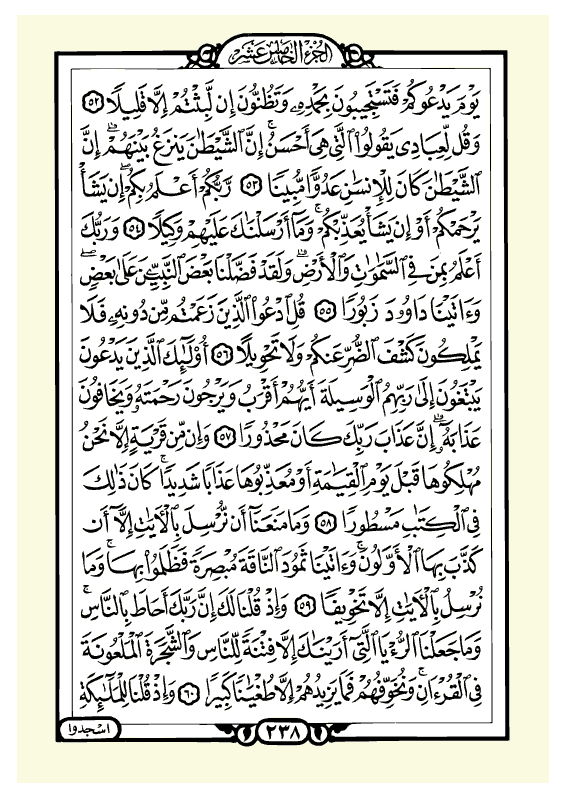 الجزء الخامس عشر
يَوْمَ يَدْعُوكُمْ فَتَسْتَجِيبُونَ بِحَمْدِهِۦ وَتَظُنُّونَ إِن لَّبِثْتُمْ إِلَّا قَلِيلًا ٥٢
وَقُل لِّعِبَادِى يَقُولُوا۟ ٱلَّتِى هِىَ أَحْسَنُ ۚ إِنَّ ٱلشَّيْطَٰنَ يَنزَغُ بَيْنَهُمْ ۚ إِنَّ
ٱلشَّيْطَٰنَ كَانَ لِلْإِنسَٰنِ عَدُوًّا مُّبِينًا ٥٣ رَّبُّكُمْ أَعْلَمُ بِكُمْ ۖ إِن يَشَأْ
يَرْحَمْكُمْ أَوْ إِن يَشَأْ يُعَذِّبْكُمْ ۚ وَمَآ أَرْسَلْنَٰكَ عَلَيْهِمْ وَكِيلًا ٥٤ وَرَبُّكَ
أَعْلَمُ بِمَن فِى ٱلسَّمَٰوَٰتِ وَٱلْأَرْضِ ۗ وَلَقَدْ فَضَّلْنَا بَعْضَ ٱلنَّبِيِّۦنَ عَلَىٰ بَعْضٍ ۖ
وَءَاتَيْنَا دَاوُۥدَ زَبُورًا ٥٥ قُلِ ٱدْعُوا۟ ٱلَّذِينَ زَعَمْتُم مِّن دُونِهِۦ فَلَا
يَمْلِكُونَ كَشْفَ ٱلضُّرِّ عَنكُمْ وَلَا تَحْوِيلًا ٥٦ أُو۟لَٰٓئِكَ ٱلَّذِينَ يَدْعُونَ
يَبْتَغُونَ إِلَىٰ رَبِّهِمُ ٱلْوَسِيلَةَ أَيُّهُمْ أَقْرَبُ وَيَرْجُونَ رَحْمَتَهُۥ وَيَخَافُونَ
عَذَابَهُۥٓ ۚ إِنَّ عَذَابَ رَبِّكَ كَانَ مَحْذُورًا ٥٧ وَإِن مِّن قَرْيَةٍ إِلَّا نَحْنُ
مُهْلِكُوهَا قَبْلَ يَوْمِ ٱلْقِيَٰمَةِ أَوْ مُعَذِّبُوهَا عَذَابًا شَدِيدًا ۚ كَانَ ذَٰلِكَ
فِى ٱلْكِتَٰبِ مَسْطُورًا ٥٨ وَمَا مَنَعَنَآ أَن نُّرْسِلَ بِٱلْءَايَٰتِ إِلَّآ أَن
كَذَّبَ بِهَا ٱلْأَوَّلُونَ ۚ وَءَاتَيْنَا ثَمُودَ ٱلنَّاقَةَ مُبْصِرَةً فَظَلَمُوا۟ بِهَا ۚ وَمَا
نُرْسِلُ بِٱلْءَايَٰتِ إِلَّا تَخْوِيفًا ٥٩ وَإِذْ قُلْنَا لَكَ إِنَّ رَبَّكَ أَحَاطَ بِٱلنَّاسِ ۚ
وَمَا جَعَلْنَا ٱلرُّءْيَا ٱلَّتِىٓ أَرَيْنَٰكَ إِلَّا فِتْنَةً لِّلنَّاسِ وَٱلشَّجَرَةَ ٱلْمَلْعُونَةَ
فِى ٱلْقُرْءَانِ ۚ وَنُخَوِّفُهُمْ فَمَا يَزِيدُهُمْ إِلَّا طُغْيَٰنًا كَبِيرًا ٦٠ وَإِذْ قُلْنَا لِلْمَلَٰٓئِكَةِ
٢٣٨
اسجدوا